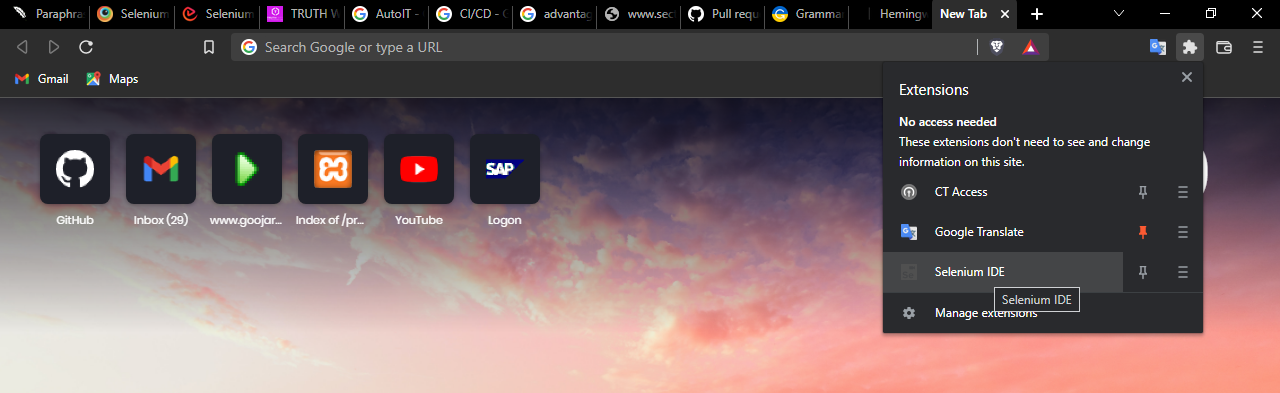 Paraphra
Selenium
Selenium
TRUTH W
AutoIT -
CI/CD - C
advantag
www.sec
Pull requ
Grammar
Hemingw
New Tab
Search Google or type a URL
Gmail
Maps
Extensions
No access needed
These extensions don't need to see and change
information on this site.
CT Access
Google Translate
Selenium IDE
Selenium IDE
Manage extensions
SAP
GitHub
Inbox (29)
www.goojar...
Index of /pr...
YouTube
Logon